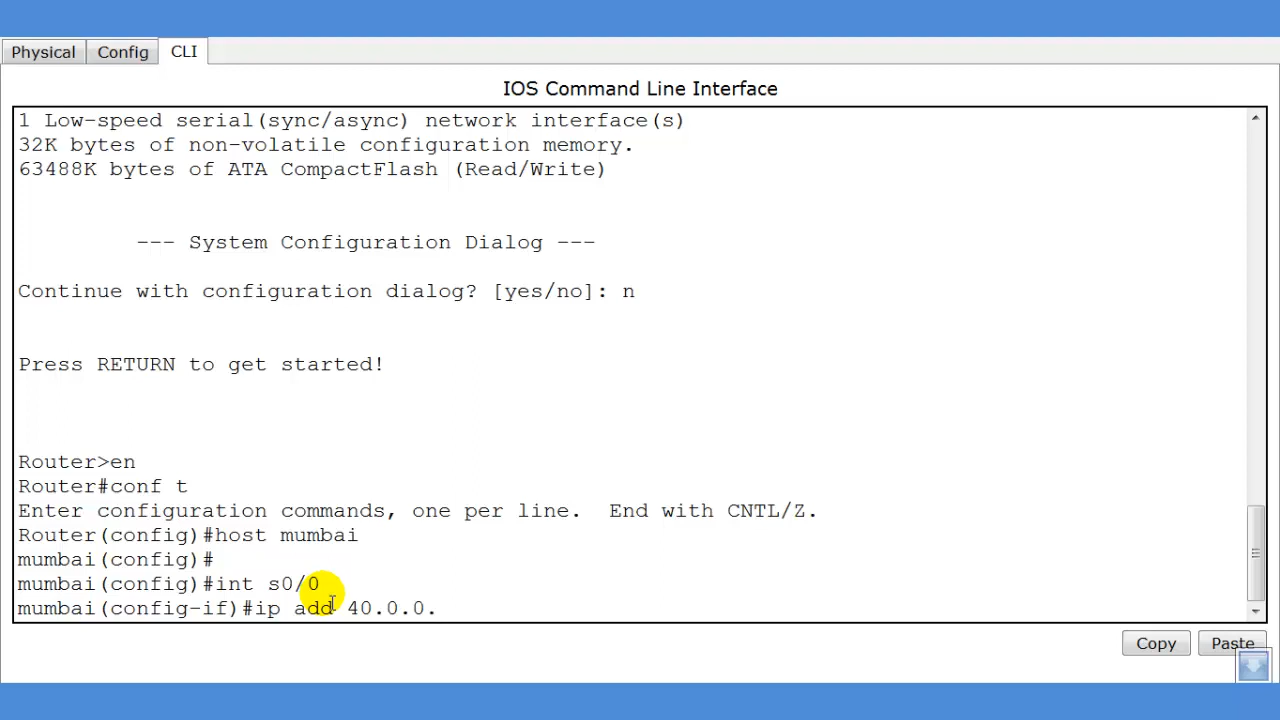 Physical Config CLI
IOS Command Line Interface
1 Low-speed serial(sync/async) network interface(s)
32K bytes of non-volatile configuration memory.
63488K bytes of ATA CompactFlash (Read/Write)
--- System Configuration Dialog ---
Continue with configuration dialog? [yes/no]: n
Press RETURN to get started!
Router>en
Router#conf t
Enter configuration commands, one per line.  End with CNTL/Z.
Router(config)#host mumbai
mumbai(config)#
mumbai(config)#int s0/0
mumbai(config-if)#ip add 40.0.0.
Copy Paste